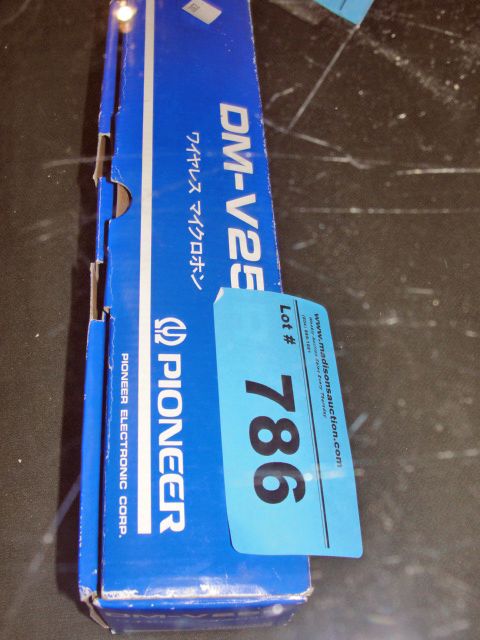 DM-V25
ワイヤレス マイクロホン
PIONEER
PIONEER ELECTRONIC CORP.
www.madisonsauction.com
Lot #
786